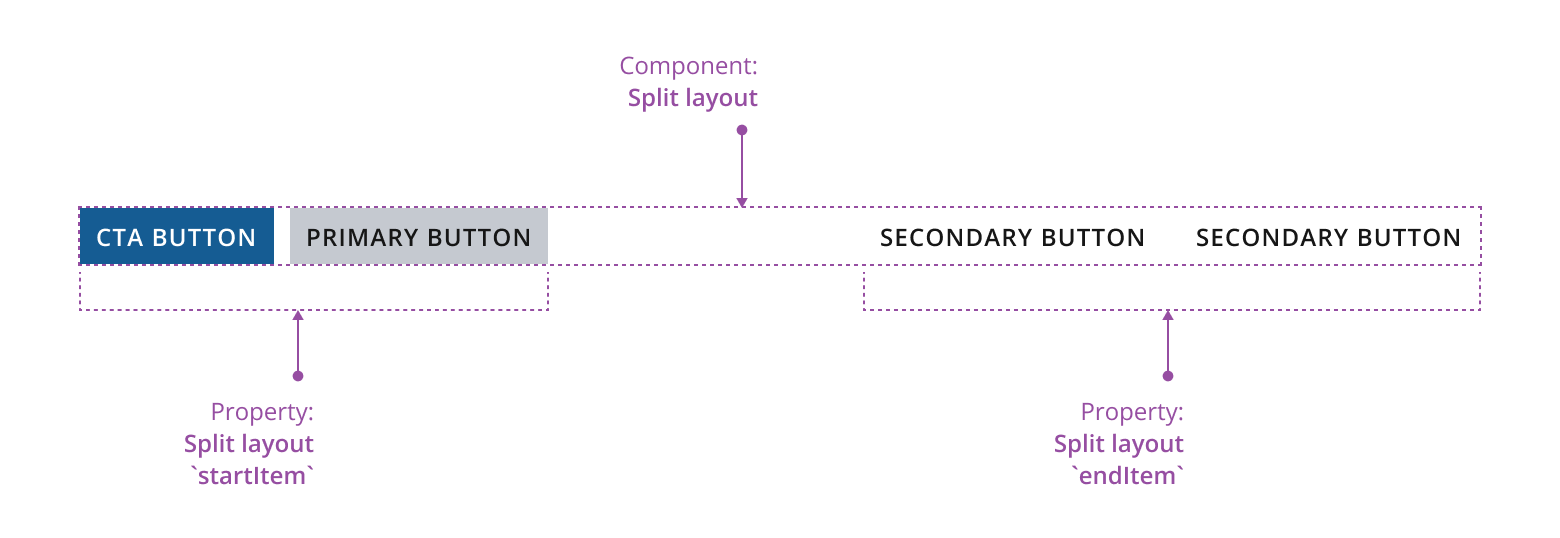 Component:
Split layout
CTA BUTTON
PRIMARY BUTTON
SECONDARY BUTTON
SECONDARY BUTTON
Property:
Split layout
`startItem`
Property:
Split layout
`endItem`